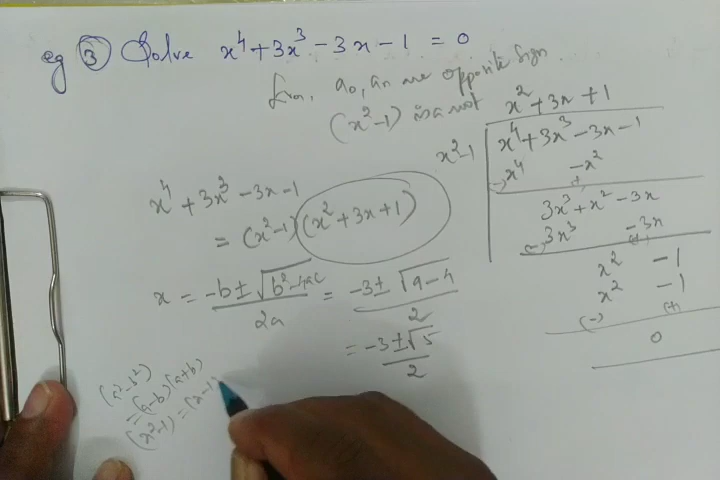 eg ③ Solve x⁴ + 3x³ - 3x - 1 = 0
a₀, aₙ are opposite sign
(x² - 1) is a
x² + 3x + 1
x² - 1 | x⁴ + 3x³ - 3x - 1
(-) x⁴ - x²
(+)
3x³ + x² - 3x
(-) 3x³ - 3x
(+)
x² - 1
x² - 1
(-) (+)
0
x⁴ + 3x³ - 3x - 1
= (x² - 1) (x² + 3x + 1)
x = -b ± √b² - 4ac / 2a = -3 ± √9 - 4 / 2
= -3 ± √5 / 2
(a² - b²)
= (a - b) (a + b)
(x² - 1) = (x - 1)